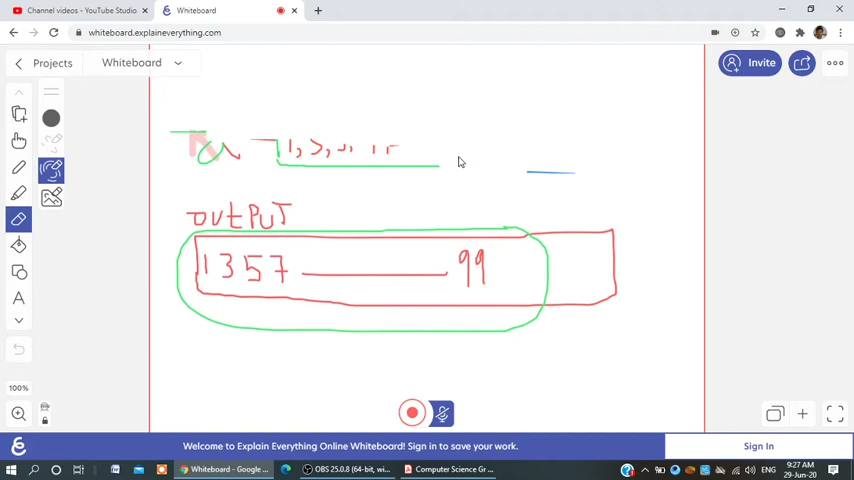 Channel videos - YouTube Studio
Whiteboard
whiteboard.explaineverything.com
Projects
Whiteboard
Invite
OUTPUT
1 3 5 7 ———— 99
100%
Welcome to Explain Everything Online Whiteboard! Sign in to save your work.
Sign In
Whiteboard - Google ...
OBS 25.0.8 (64-bit, wi...
Computer Science Gr ...
ENG
9:27 AM
29-Jun-20